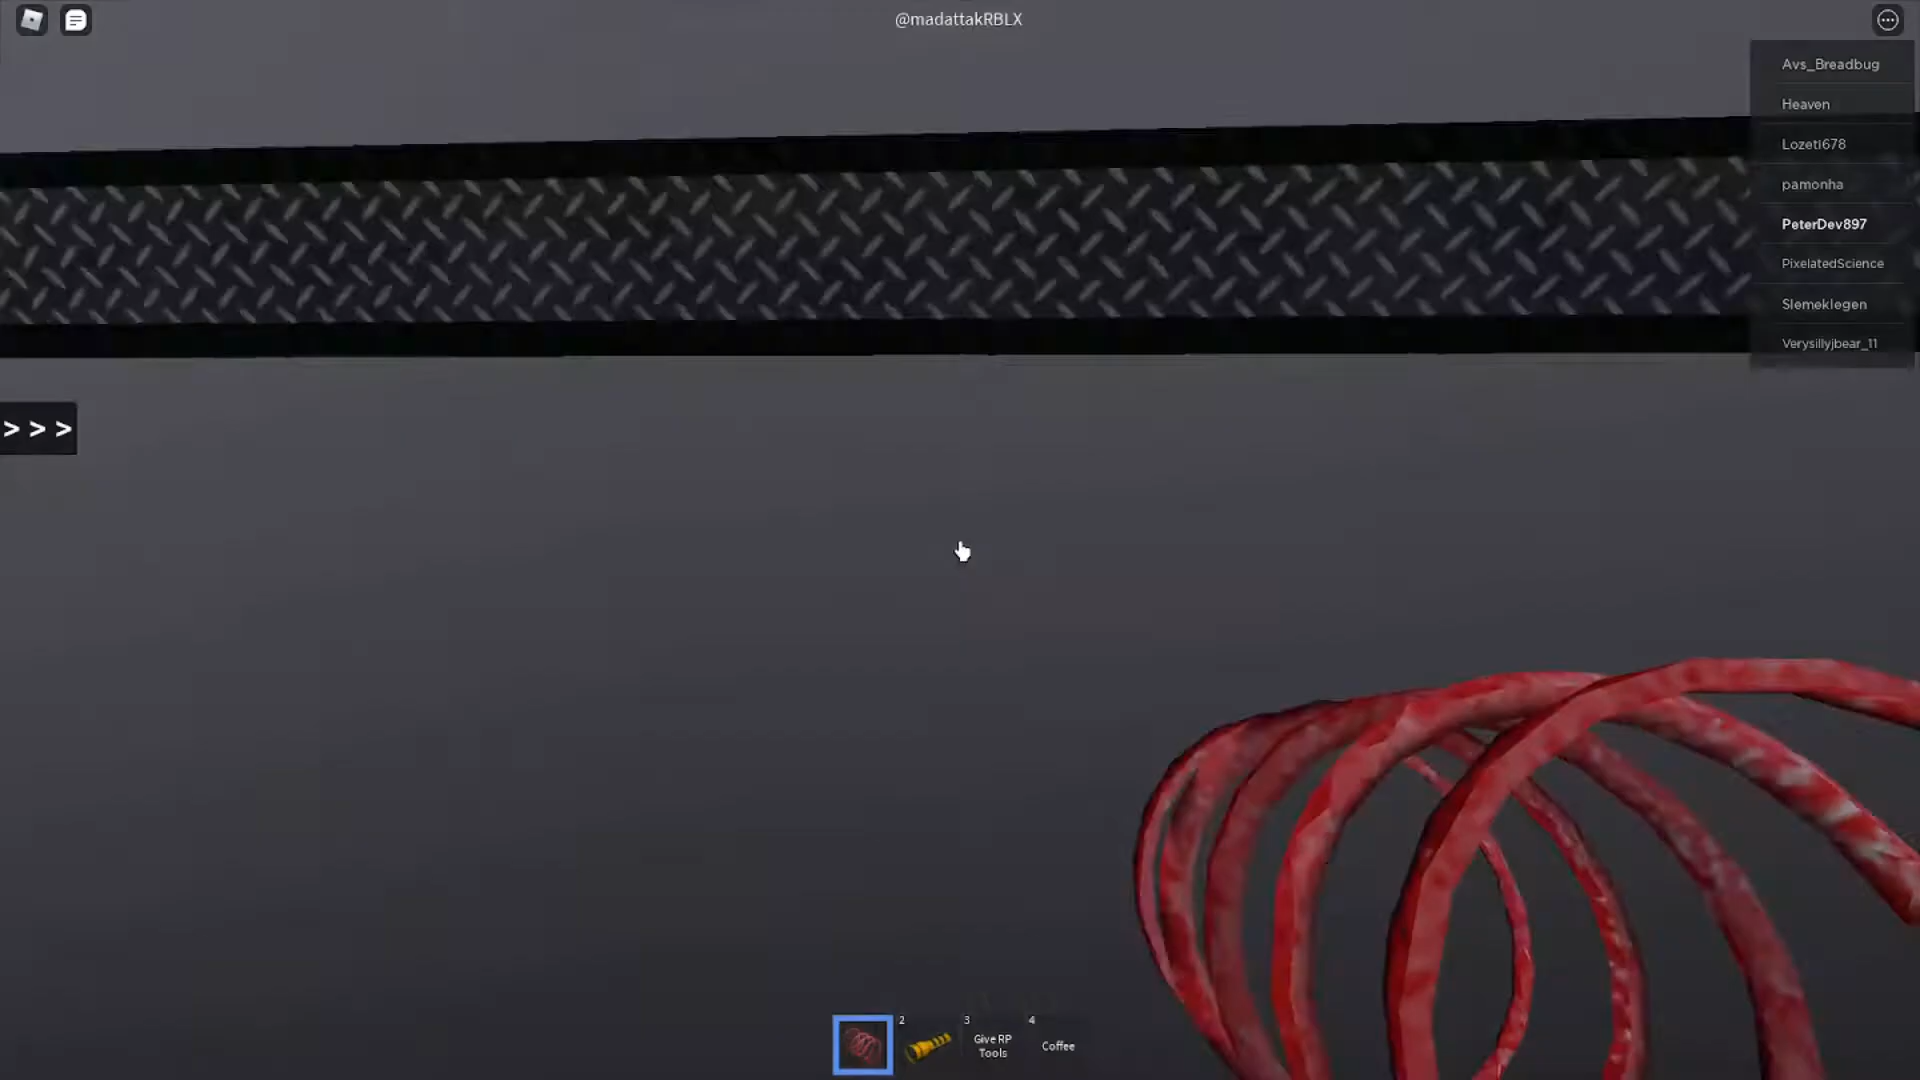 @madattakRBLX
Avs_Breadbug
Heaven
Lozeti678
pamonha
PeterDev897
PixelatedScience
Slemeklegen
Verysillyjbear_11
> > >
2
3
4
Give RP
Tools
Coffee